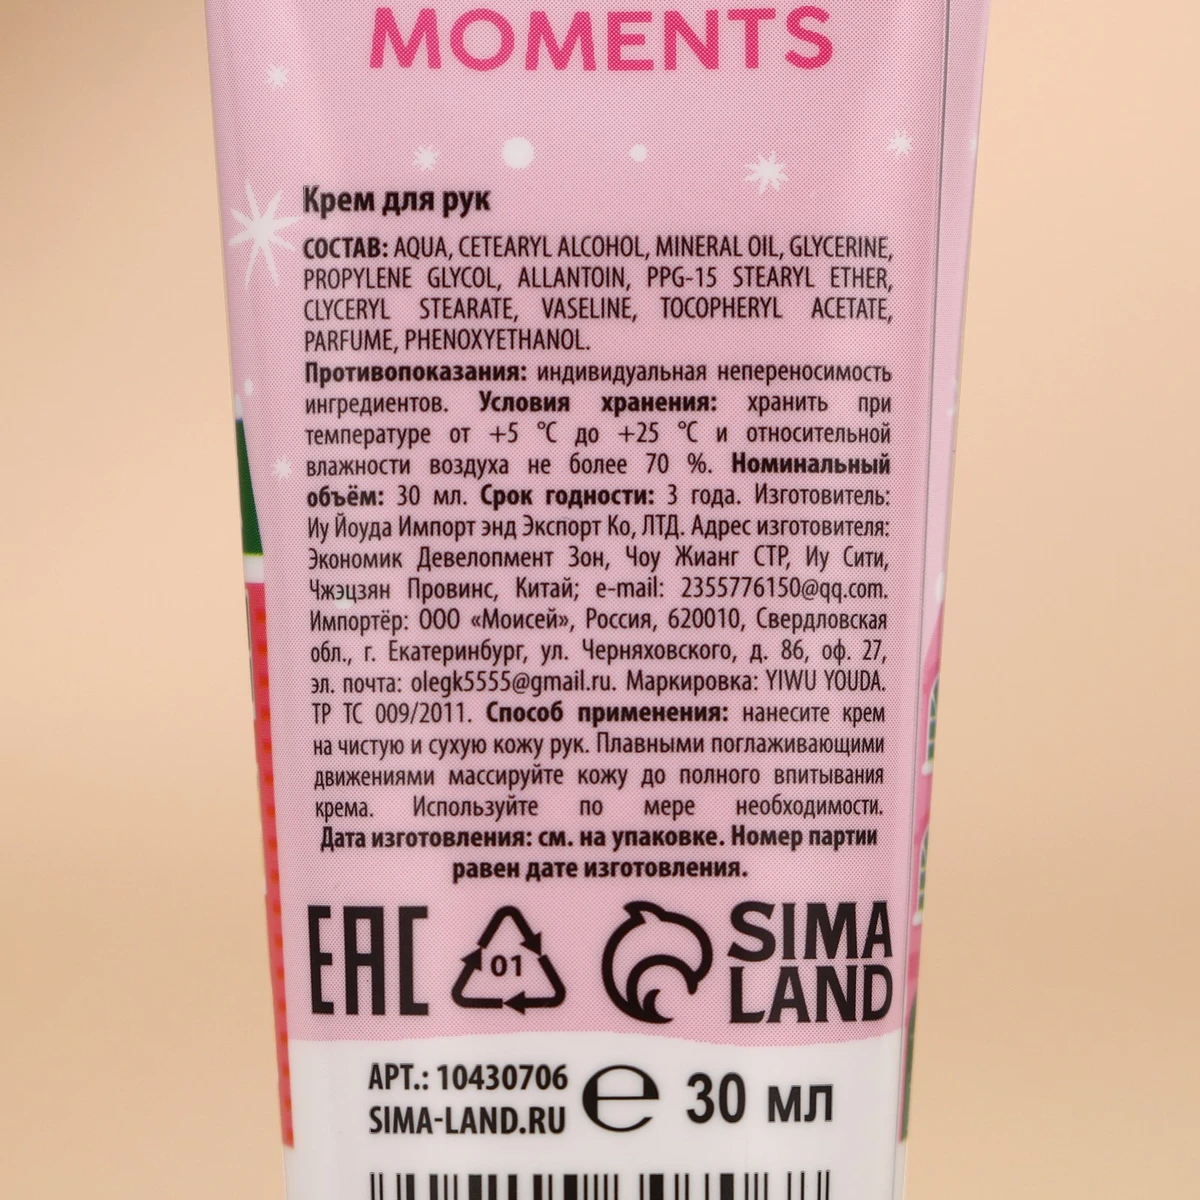 MOMENTS
Крем для рук
СОСТАВ: AQUA, CETEARYL ALCOHOL, MINERAL OIL, GLYCERINE,
PROPYLENE GLYCOL, ALLANTOIN, PPG-15 STEARYL ETHER,
CLYCERYL STEARATE, VASELINE, TOCOPHERYL ACETATE,
PARFUME, PHENOXYETHANOL.
Противопоказания: индивидуальная непереносимость
ингредиентов. Условия хранения: хранить при
температуре от +5 °С до +25 °С и относительной
влажности воздуха не более 70 %. Номинальный
объём: 30 мл. Срок годности: 3 года. Изготовитель:
Иу Йоуда Импорт энд Экспорт Ко, ЛТД. Адрес изготовителя:
Экономик Девелопмент Зон, Чоу Жианг СТР, Иу Сити,
Чжэцзян Провинс, Китай; e-mail: 2355776150@qq.com.
Импортёр: ООО «Моисей», Россия, 620010, Свердловская
обл., г. Екатеринбург, ул. Черняховского, д. 86, оф. 27,
эл. почта: olegk5555@gmail.ru. Маркировка: YIWU YOUDA.
ТР ТС 009/2011. Способ применения: нанесите крем
на чистую и сухую кожу рук. Плавными поглаживающими
движениями массируйте кожу до полного впитывания
крема. Используйте по мере необходимости.
Дата изготовления: см. на упаковке. Номер партии
равен дате изготовления.
EAC 01 SIMA
LAND
АРТ.: 10430706
SIMA-LAND.RU
℮ 30 мл